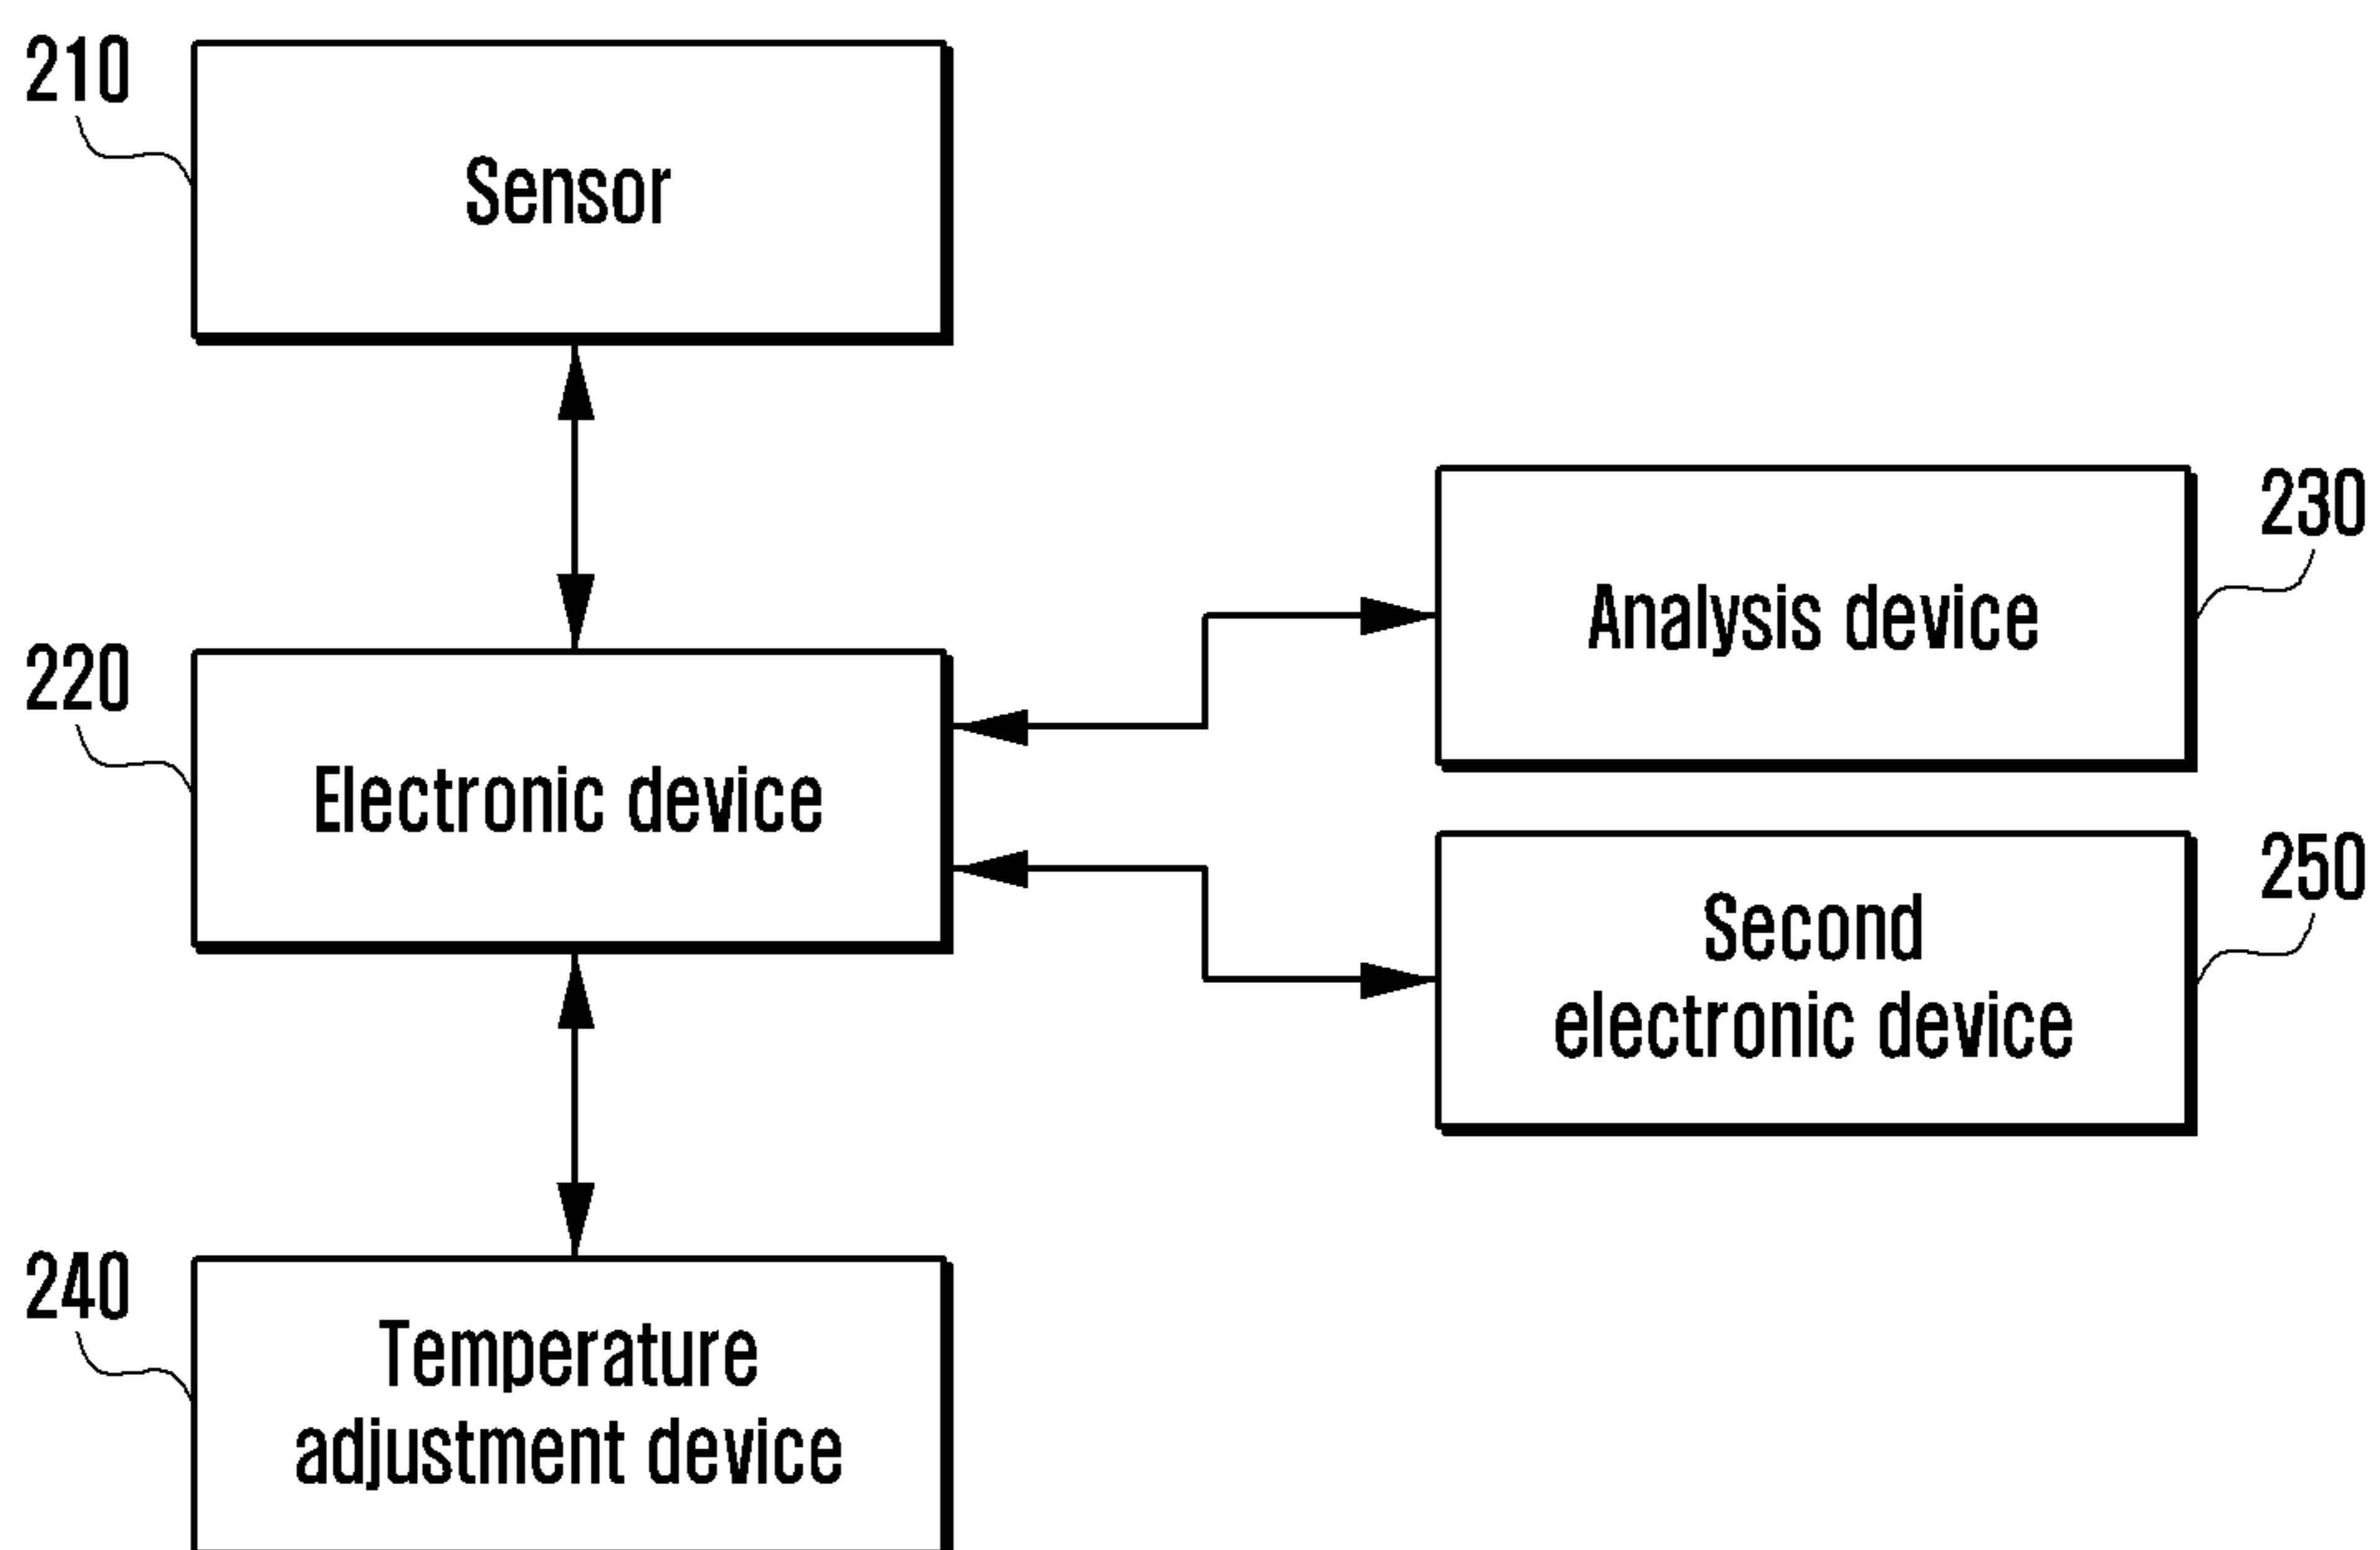 210
Sensor
230
Analysis device
220
Electronic device
250
Second
electronic device
240
Temperature
adjustment device